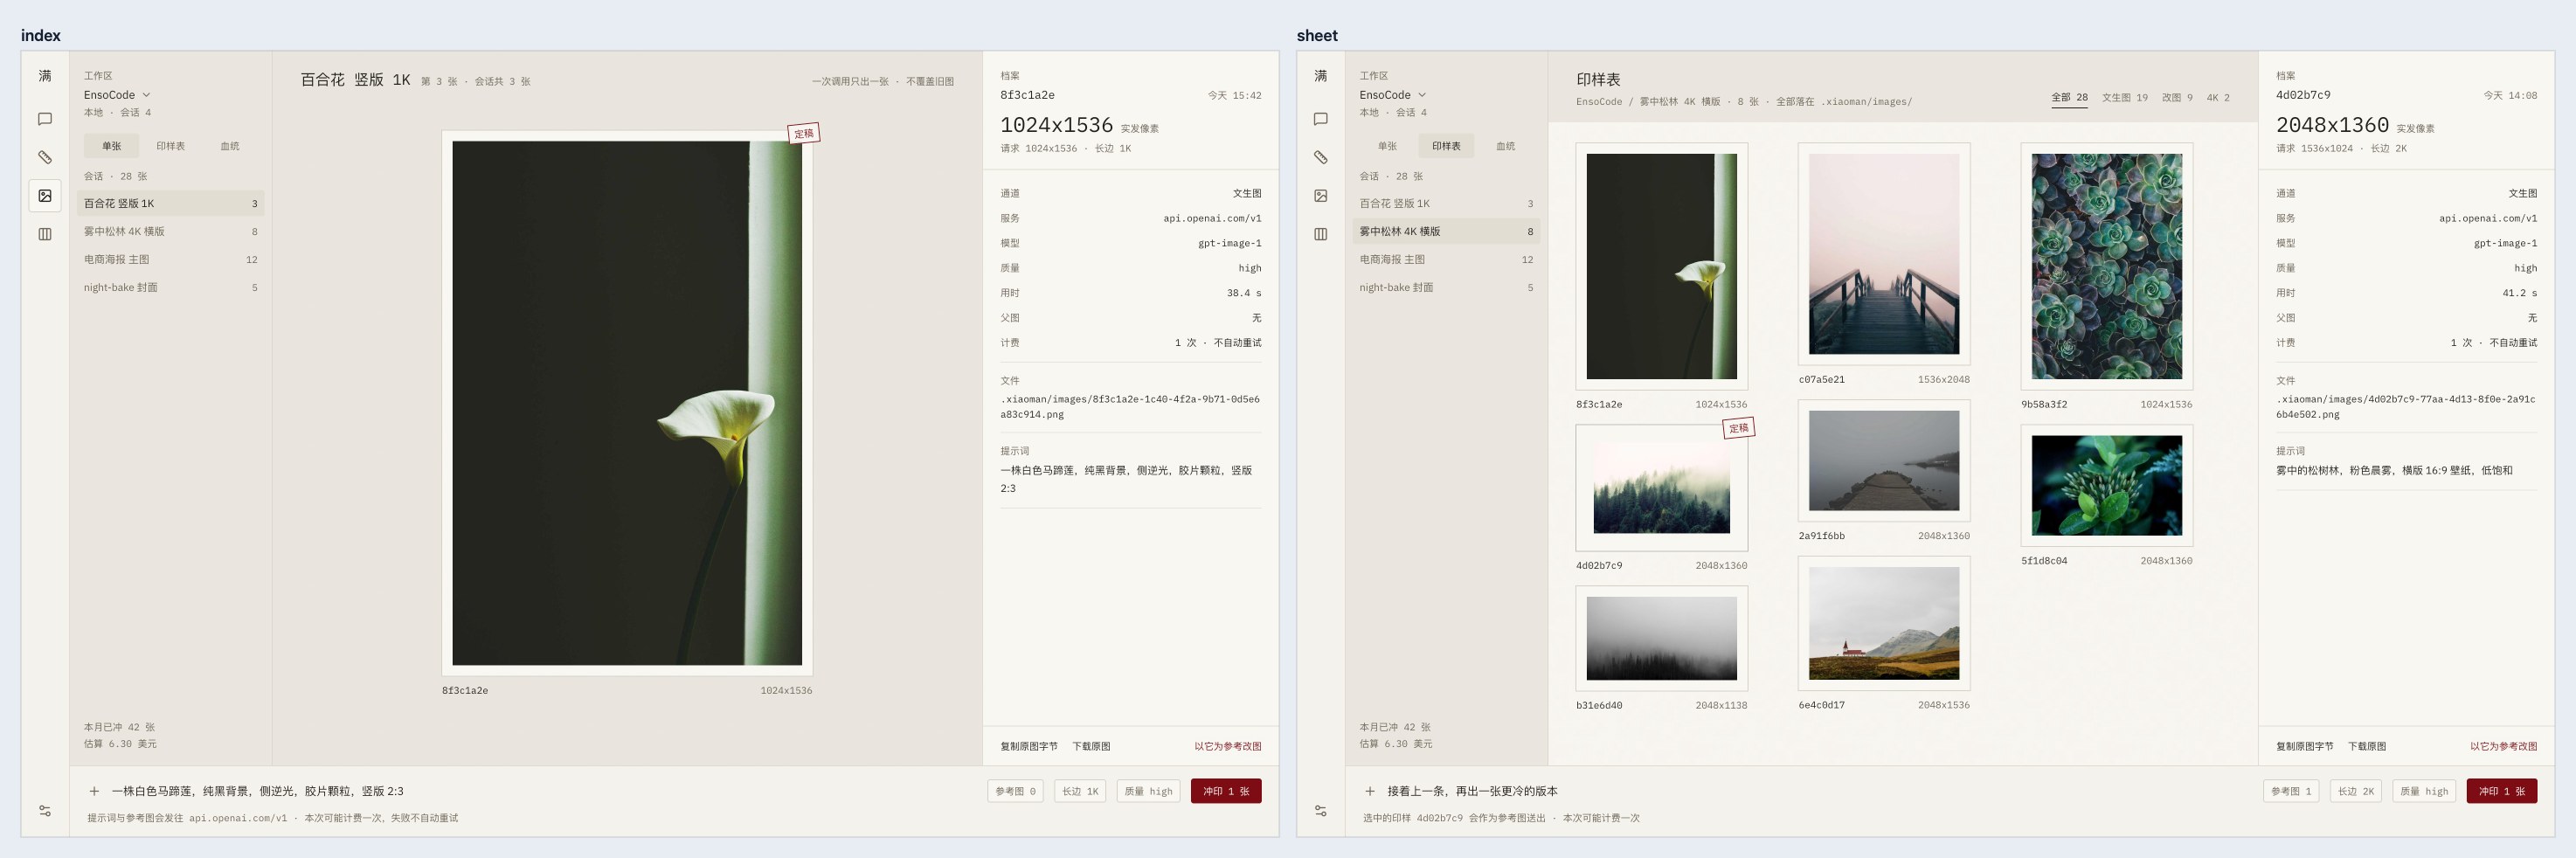 index
满
工作区
EnsoCode
本地 · 会话 4
单张 印样表 血统
会话 · 28 张
百合花 竖版 1K 3
雾中松林 4K 横版 8
电商海报 主图 12
night-bake 封面 5
本月已冲 42 张
估算 6.30 美元
百合花 竖版 1K 第 3 张 · 会话共 3 张 一次调用只出一张 · 不覆盖旧图
定稿
8f3c1a2e 1024x1536
档案
8f3c1a2e 今天 15:42
1024x1536 实发像素
请求 1024x1536 · 长边 1K
通道 文生图
服务 api.openai.com/v1
模型 gpt-image-1
质量 high
用时 38.4 s
父图 无
计费 1 次 · 不自动重试
文件
.xiaoman/images/8f3c1a2e-1c40-4f2a-9b71-0d5e6
a83c914.png
提示词
一株白色马蹄莲，纯黑背景，侧逆光，胶片颗粒，竖版
2:3
复制原图字节 下载原图 以它为参考改图
一株白色马蹄莲，纯黑背景，侧逆光，胶片颗粒，竖版 2:3 参考图 0 长边 1K 质量 high 冲印 1 张
提示词与参考图会发往 api.openai.com/v1 · 本次可能计费一次，失败不自动重试
sheet
满
工作区
EnsoCode
本地 · 会话 4
单张 印样表 血统
会话 · 28 张
百合花 竖版 1K 3
雾中松林 4K 横版 8
电商海报 主图 12
night-bake 封面 5
本月已冲 42 张
估算 6.30 美元
印样表
EnsoCode / 雾中松林 4K 横版 · 8 张 · 全部落在 .xiaoman/images/ 全部 28 文生图 19 改图 9 4K 2
8f3c1a2e 1024x1536
定稿
4d02b7c9 2048x1360
b31e6d40 2048x1138
c07a5e21 1536x2048
2a91f6bb 2048x1360
6e4c0d17 2048x1536
9b58a3f2 1024x1536
5f1d8c04 2048x1360
档案
4d02b7c9 今天 14:08
2048x1360 实发像素
请求 1536x1024 · 长边 2K
通道 文生图
服务 api.openai.com/v1
模型 gpt-image-1
质量 high
用时 41.2 s
父图 无
计费 1 次 · 不自动重试
文件
.xiaoman/images/4d02b7c9-77aa-4d13-8f0e-2a91c
6b4e502.png
提示词
雾中的松树林，粉色晨雾，横版 16:9 壁纸，低饱和
复制原图字节 下载原图 以它为参考改图
接着上一条，再出一张更冷的版本 参考图 1 长边 2K 质量 high 冲印 1 张
选中的印样 4d02b7c9 会作为参考图送出 · 本次可能计费一次